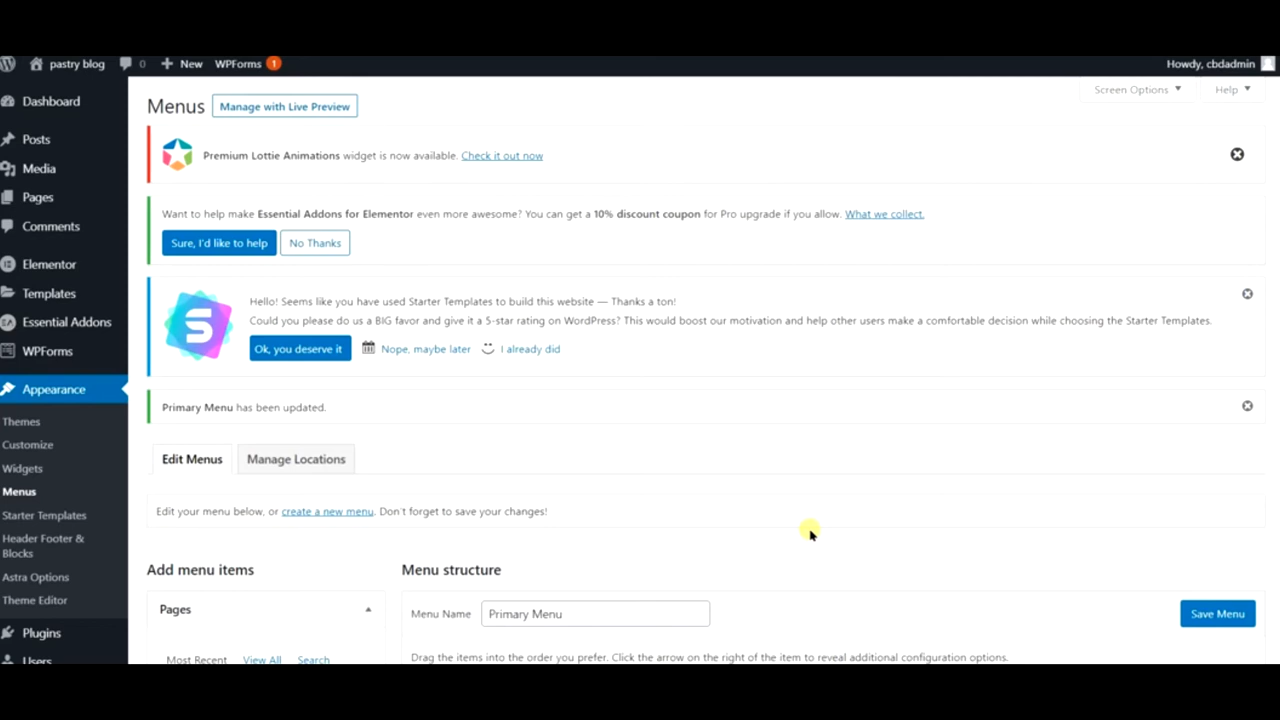 pastry blog 0 New WPForms 1 Howdy, cbdadmin
Dashboard
Posts
Media
Pages
Comments
Elementor
Templates
Essential Addons
WPForms
Appearance
Themes
Customize
Widgets
Menus
Starter Templates
Header Footer &
Blocks
Astra Options
Theme Editor
Plugins
Users
Screen Options Help
Menus Manage with Live Preview
Premium Lottie Animations widget is now available. Check it out now
Want to help make Essential Addons for Elementor even more awesome? You can get a 10% discount coupon for Pro upgrade if you allow. What we collect.
Sure, I'd like to help No Thanks
Hello! Seems like you have used Starter Templates to build this website — Thanks a ton!
Could you please do us a BIG favor and give it a 5-star rating on WordPress? This would boost our motivation and help other users make a comfortable decision while choosing the Starter Templates.
Ok, you deserve it Nope, maybe later I already did
Primary Menu has been updated.
Edit Menus Manage Locations
Edit your menu below, or create a new menu. Don't forget to save your changes!
Add menu items
Pages
Most Recent View All Search
Menu structure
Menu Name Primary Menu Save Menu
Drag the items into the order you prefer. Click the arrow on the right of the item to reveal additional configuration options.